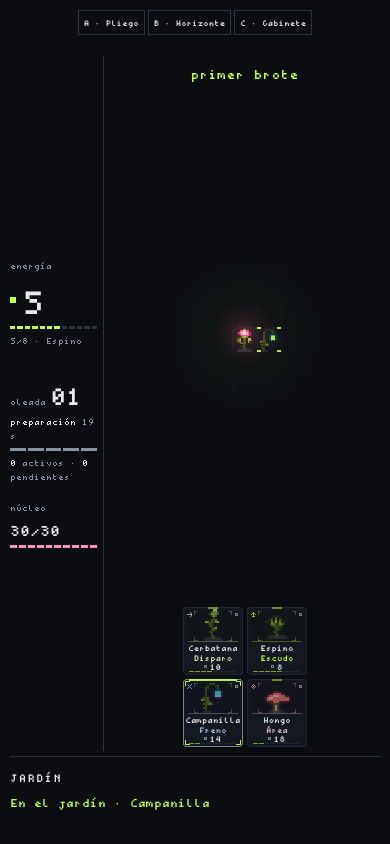 A · Pliego
B · Horizonte
C · Gabinete
primer brote
energía
5
5/8 · Espino
oleada 01
preparación 19
s
0 activos · 0
pendientes
núcleo
30/30
Cerbatana
Disparo
10
Espino
Escudo
8
Campanilla
Freno
14
Hongo
Área
18
JARDÍN
En el jardín · Campanilla